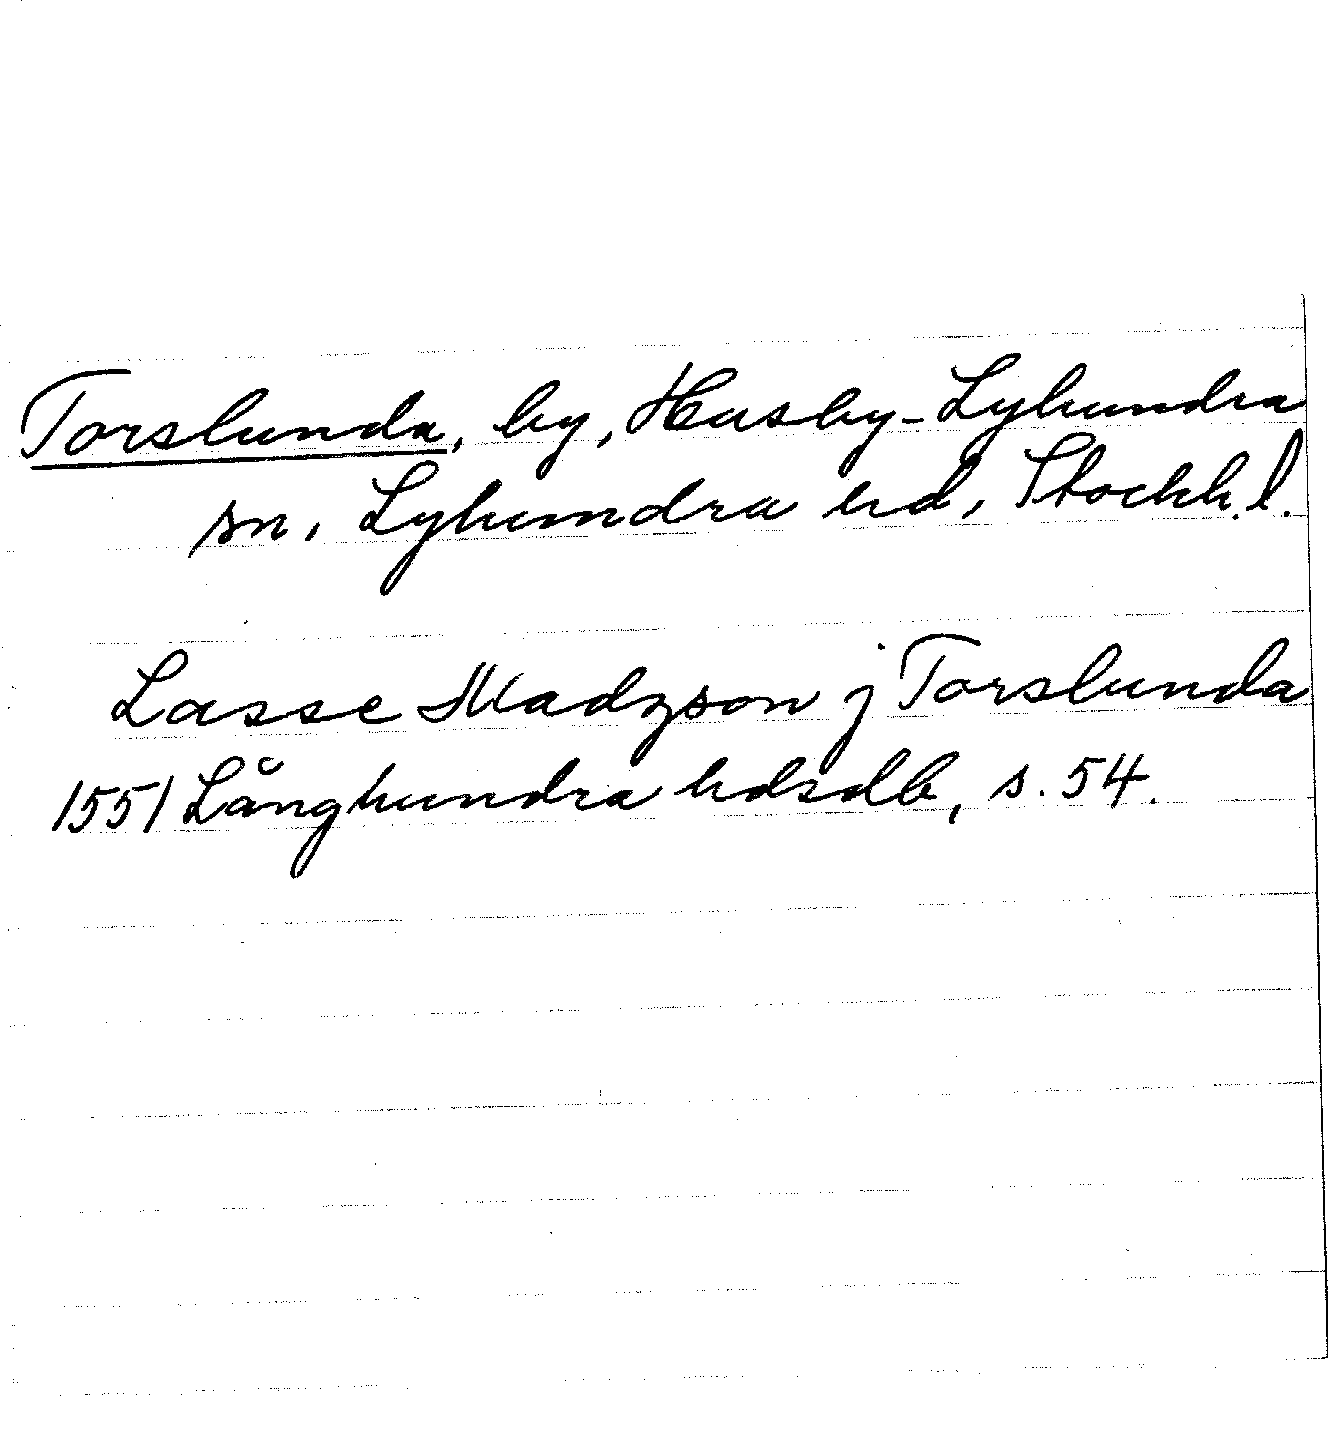 Torslunda, by, Husby-Lyhundra
sn, Lyhundra hd, Stockh.l.
Lasse Madzson j Torslunda
1551 Långhundra hdsdb, s. 54.